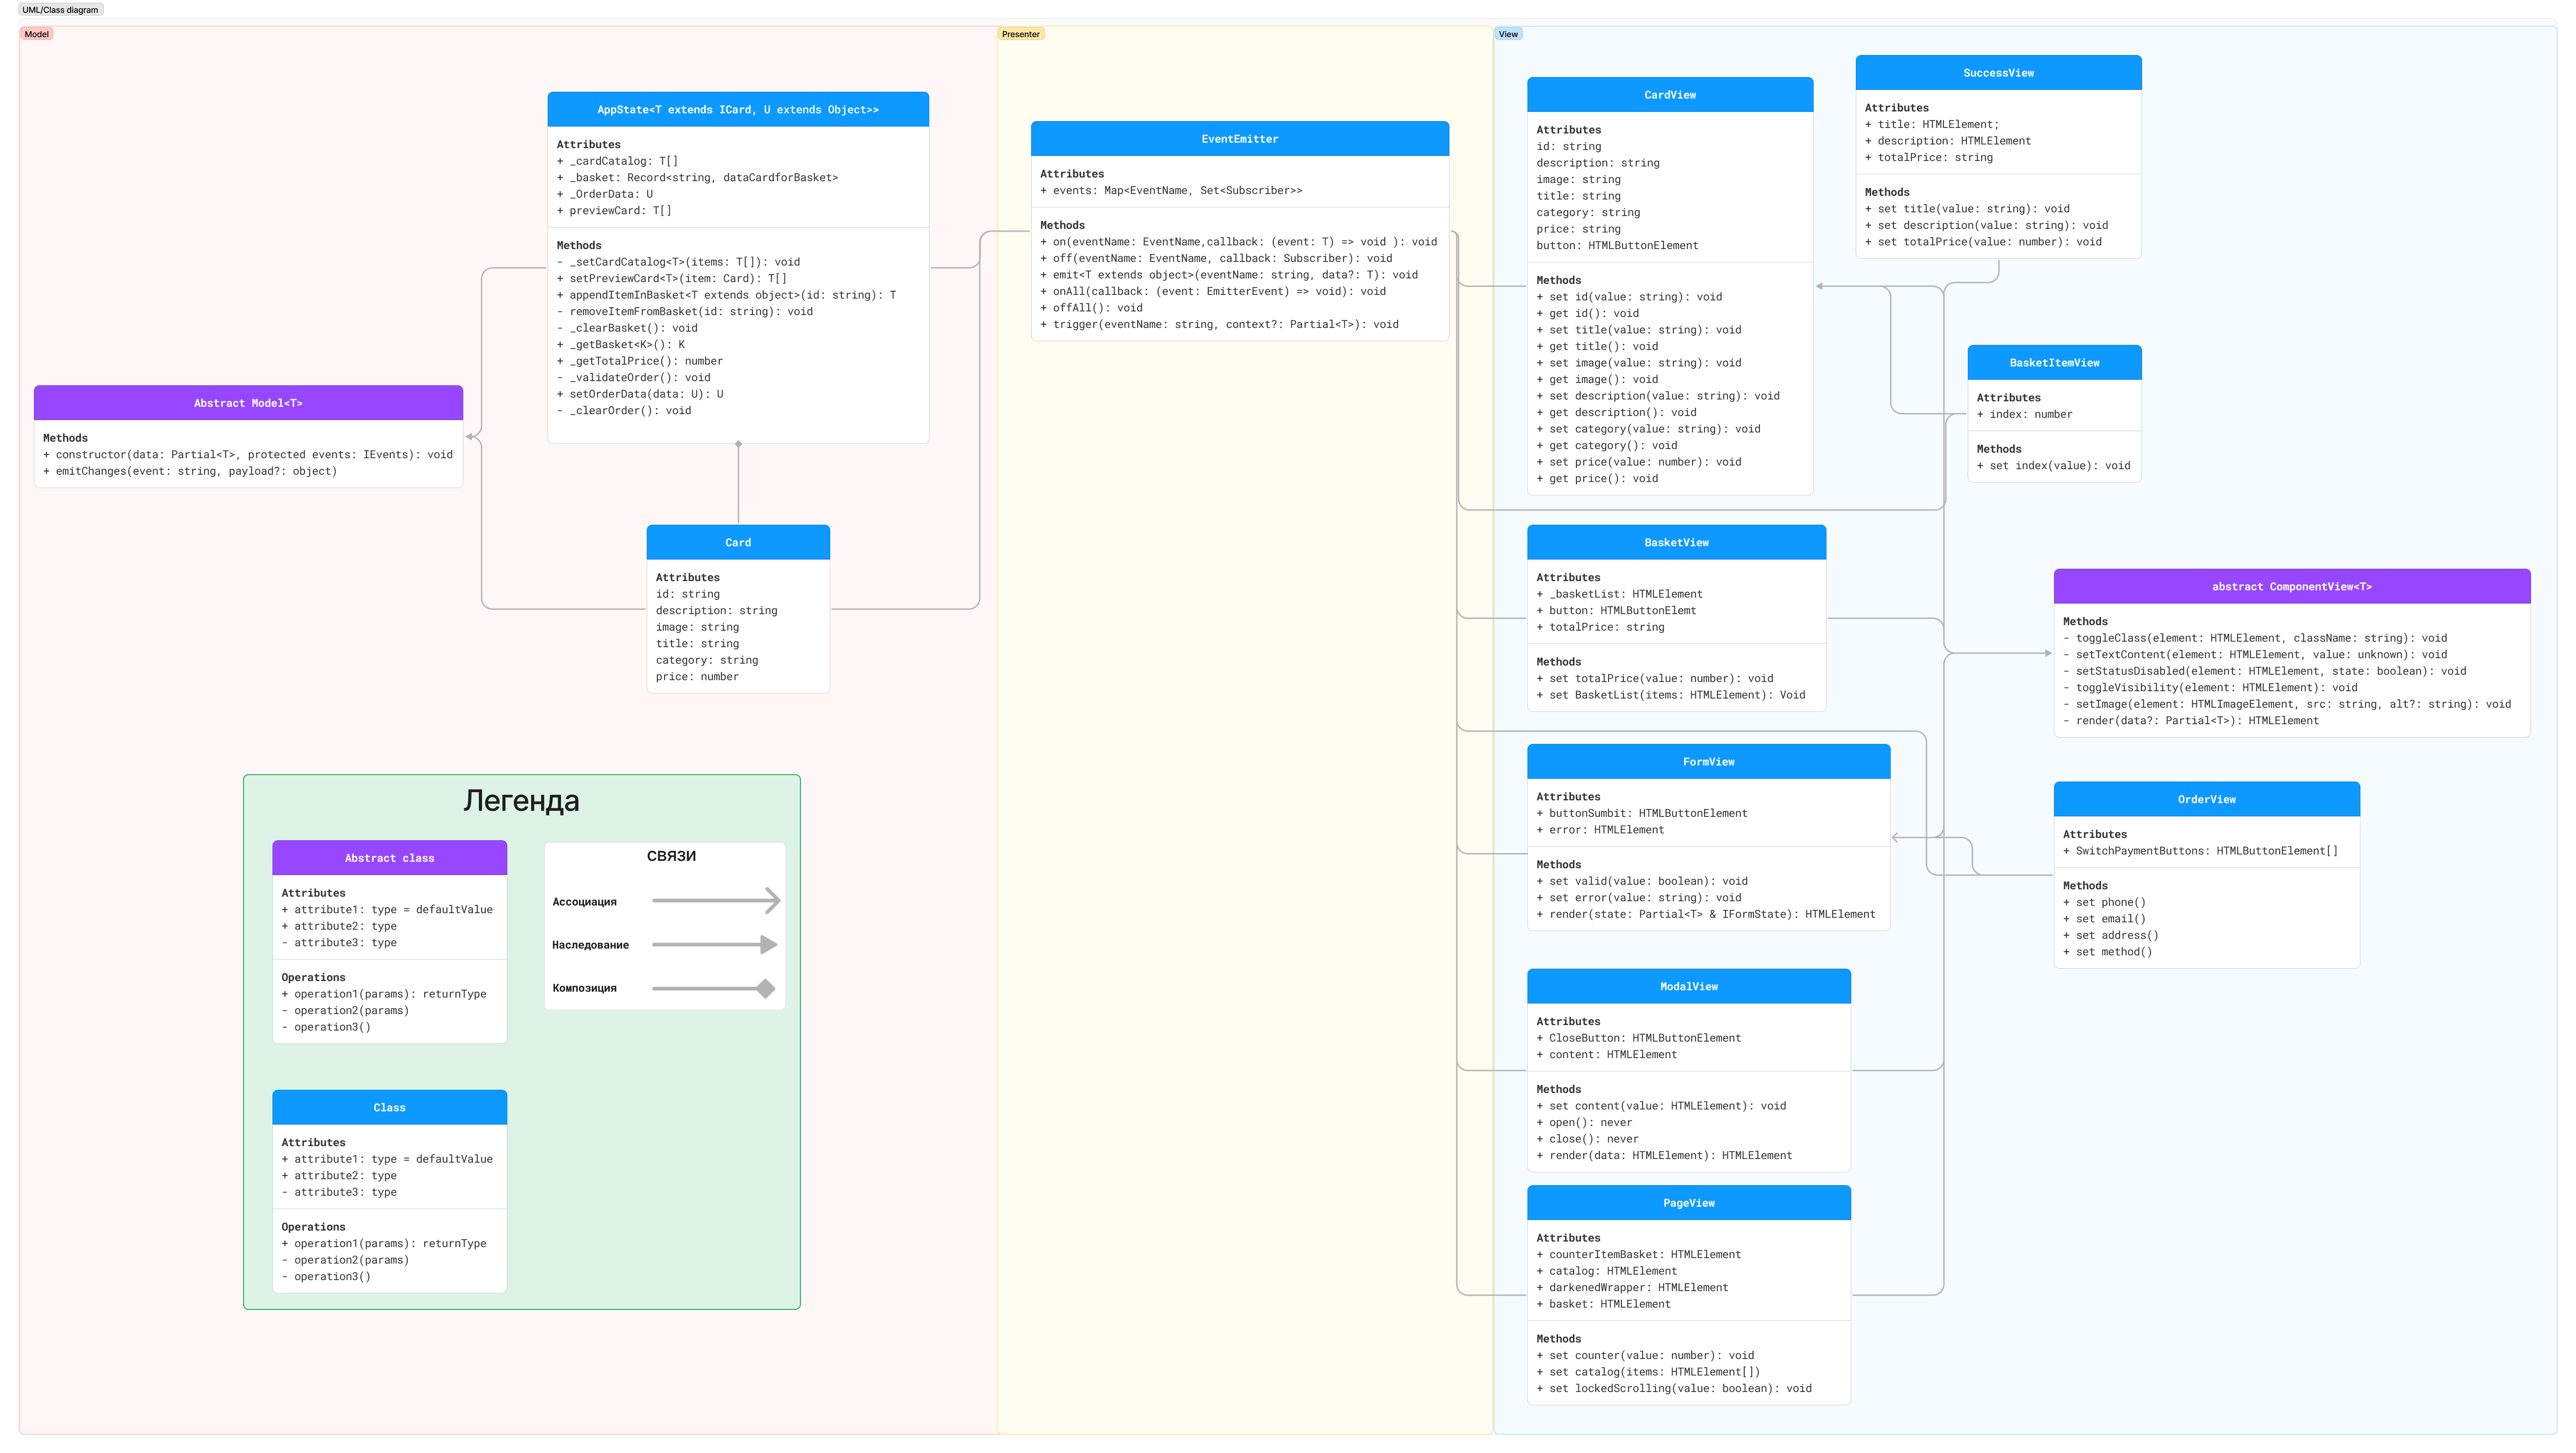 UML/Class diagram
Model
AppState<T extends ICard, U extends Object>>
Attributes
+ _cardCatalog: T[]
+ _basket: Record<string, dataCardforBasket>
+ _OrderData: U
+ previewCard: T[]
Methods
- _setCardCatalog<T>(items: T[]): void
+ setPreviewCard<T>(item: Card): T[]
+ appendItemInBasket<T extends object>(id: string): T
- removeItemFromBasket(id: string): void
- _clearBasket(): void
+ _getBasket<K>(): K
+ _getTotalPrice(): number
- _validateOrder(): void
+ setOrderData(data: U): U
- _clearOrder(): void
Abstract Model<T>
Methods
+ constructor(data: Partial<T>, protected events: IEvents): void
+ emitChanges(event: string, payload?: object)
Card
Attributes
id: string
description: string
image: string
title: string
category: string
price: number
Легенда
Abstract class
Attributes
+ attribute1: type = defaultValue
+ attribute2: type
- attribute3: type
Operations
+ operation1(params): returnType
- operation2(params)
- operation3()
СВЯЗИ
Ассоциация
Наследование
Композиция
Class
Attributes
+ attribute1: type = defaultValue
+ attribute2: type
- attribute3: type
Operations
+ operation1(params): returnType
- operation2(params)
- operation3()
Presenter
EventEmitter
Attributes
+ events: Map<EventName, Set<Subscriber>>
Methods
+ on(eventName: EventName,callback: (event: T) => void ): void
+ off(eventName: EventName, callback: Subscriber): void
+ emit<T extends object>(eventName: string, data?: T): void
+ onAll(callback: (event: EmitterEvent) => void): void
+ offAll(): void
+ trigger(eventName: string, context?: Partial<T>): void
View
CardView
Attributes
id: string
description: string
image: string
title: string
category: string
price: string
button: HTMLButtonElement
Methods
+ set id(value: string): void
+ get id(): void
+ set title(value: string): void
+ get title(): void
+ set image(value: string): void
+ get image(): void
+ set description(value: string): void
+ get description(): void
+ set category(value: string): void
+ get category(): void
+ set price(value: number): void
+ get price(): void
SuccessView
Attributes
+ title: HTMLElement;
+ description: HTMLElement
+ totalPrice: string
Methods
+ set title(value: string): void
+ set description(value: string): void
+ set totalPrice(value: number): void
BasketItemView
Attributes
+ index: number
Methods
+ set index(value): void
BasketView
Attributes
+ _basketList: HTMLElement
+ button: HTMLButtonElemt
+ totalPrice: string
Methods
+ set totalPrice(value: number): void
+ set BasketList(items: HTMLElement): Void
abstract ComponentView<T>
Methods
- toggleClass(element: HTMLElement, className: string): void
- setTextContent(element: HTMLElement, value: unknown): void
- setStatusDisabled(element: HTMLElement, state: boolean): void
- toggleVisibility(element: HTMLElement): void
- setImage(element: HTMLImageElement, src: string, alt?: string): void
- render(data?: Partial<T>): HTMLElement
FormView
Attributes
+ buttonSumbit: HTMLButtonElement
+ error: HTMLElement
Methods
+ set valid(value: boolean): void
+ set error(value: string): void
+ render(state: Partial<T> & IFormState): HTMLElement
OrderView
Attributes
+ SwitchPaymentButtons: HTMLButtonElement[]
Methods
+ set phone()
+ set email()
+ set address()
+ set method()
ModalView
Attributes
+ CloseButton: HTMLButtonElement
+ content: HTMLElement
Methods
+ set content(value: HTMLElement): void
+ open(): never
+ close(): never
+ render(data: HTMLElement): HTMLElement
PageView
Attributes
+ counterItemBasket: HTMLElement
+ catalog: HTMLElement
+ darkenedWrapper: HTMLElement
+ basket: HTMLElement
Methods
+ set counter(value: number): void
+ set catalog(items: HTMLElement[])
+ set lockedScrolling(value: boolean): void